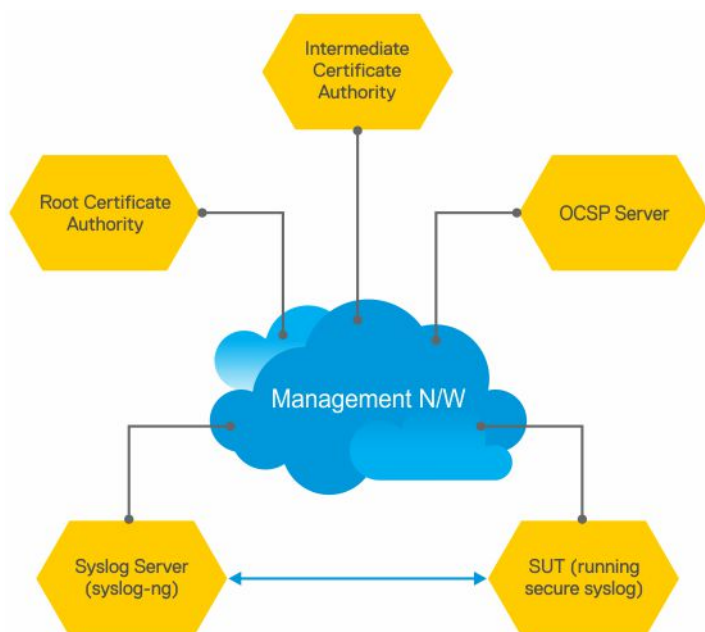 Intermediate
Certificate
Authority
Root Certificate
Authority
OCSP Server
Management N/W
Syslog Server
(syslog-ng)
SUT (running
secure syslog)